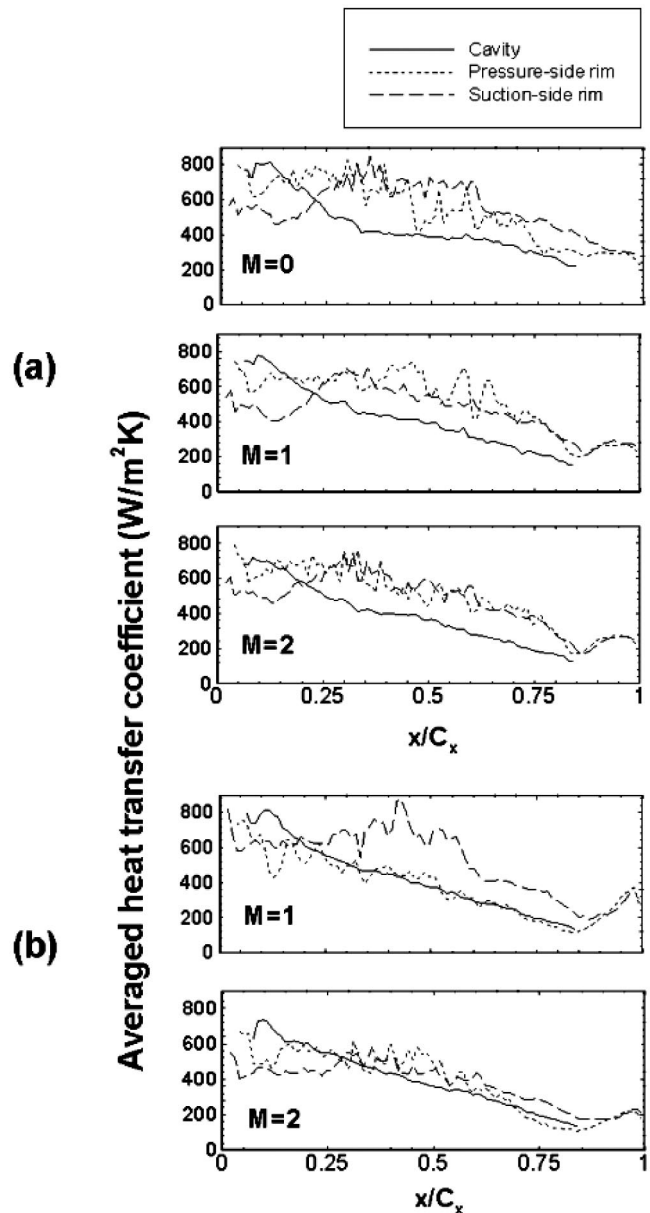 Cavity
Pressure-side rim
Suction-side rim
(a)
(b)
Averaged heat transfer coefficient (W/m²K)
800
600
400
200
0
M=0
800
600
400
200
0
M=1
800
600
400
200
0
M=2
0 0.25 0.5 0.75 1
x/Cₓ
800
600
400
200
0
M=1
800
600
400
200
0
M=2
0 0.25 0.5 0.75 1
x/Cₓ